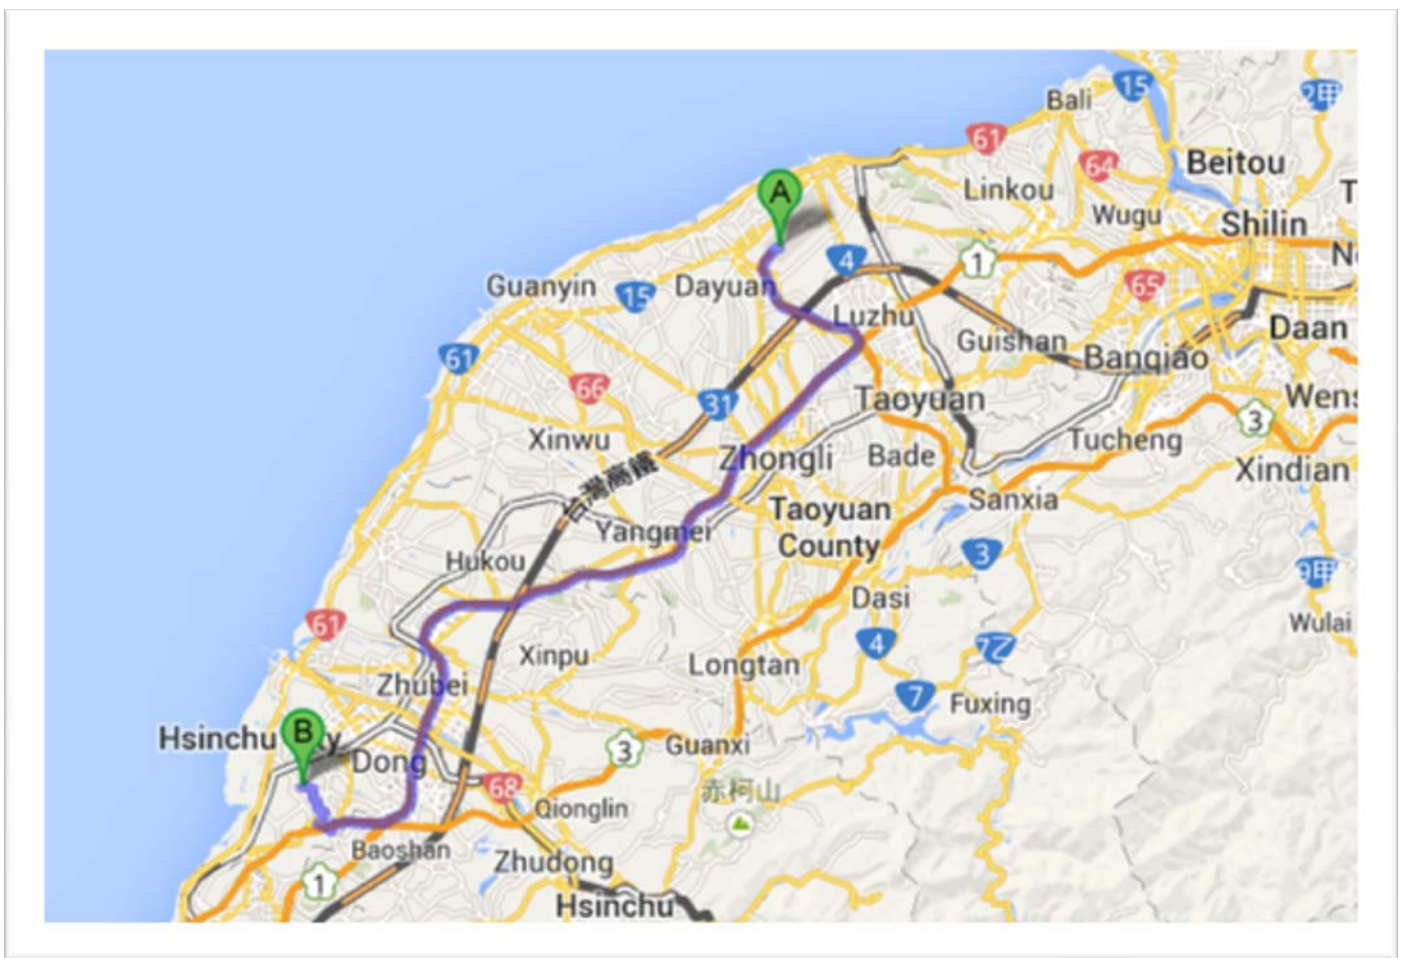 Bali
15
2甲
61
64
Beitou
A
Linkou
Wugu
T
Shilin
4
1
N
65
Guanyin
15
Dayuan
Luzhu
Guishan
Daan
61
Banqiao
66
31
Taoyuan
Wens
3
Xinwu
Zhongli
Bade
Tucheng
Xindian
台灣高鐵
Sanxia
Taoyuan
County
Yangmei
Hukou
3
9甲
Dasi
61
Wulai
4
7乙
Xinpu
Longtan
Zhubei
7
Fuxing
B
Hsinchu
ty
3
Guanxi
Dong
68
赤柯山
Qionglin
Baoshan
Zhudong
1
Hsinchu